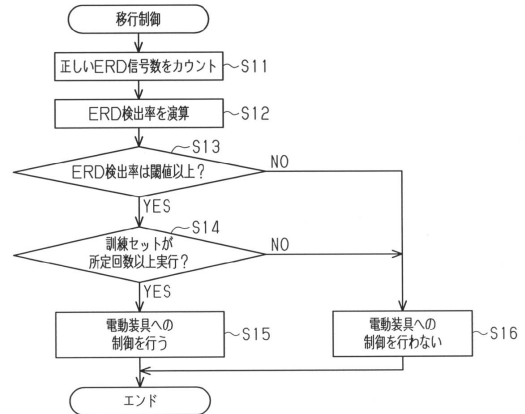 移行制御
正しいERD信号数をカウント
S11
ERD検出率を演算
S12
S13
ERD検出率は閾値以上?
NO
YES
S14
訓練セットが
所定回数以上実行?
NO
YES
電動装具への
制御を行う
S15
電動装具への
制御を行わない
S16
エンド